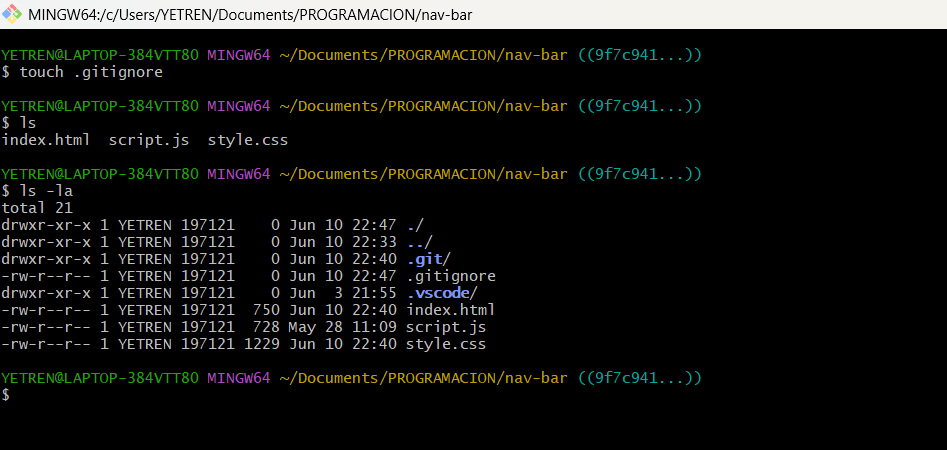 MINGW64:/c/Users/YETREN/Documents/PROGRAMACION/nav-bar
YETREN@LAPTOP-384VTT80 MINGW64 ~/Documents/PROGRAMACION/nav-bar ((9f7c941...))
$ touch .gitignore
YETREN@LAPTOP-384VTT80 MINGW64 ~/Documents/PROGRAMACION/nav-bar ((9f7c941...))
$ ls
index.html  script.js  style.css
YETREN@LAPTOP-384VTT80 MINGW64 ~/Documents/PROGRAMACION/nav-bar ((9f7c941...))
$ ls -la
total 21
drwxr-xr-x 1 YETREN 197121    0 Jun 10 22:47 ./
drwxr-xr-x 1 YETREN 197121    0 Jun 10 22:33 ../
drwxr-xr-x 1 YETREN 197121    0 Jun 10 22:40 .git/
-rw-r--r-- 1 YETREN 197121    0 Jun 10 22:47 .gitignore
drwxr-xr-x 1 YETREN 197121    0 Jun  3 21:55 .vscode/
-rw-r--r-- 1 YETREN 197121  750 Jun 10 22:40 index.html
-rw-r--r-- 1 YETREN 197121  728 May 28 11:09 script.js
-rw-r--r-- 1 YETREN 197121 1229 Jun 10 22:40 style.css
YETREN@LAPTOP-384VTT80 MINGW64 ~/Documents/PROGRAMACION/nav-bar ((9f7c941...))
$